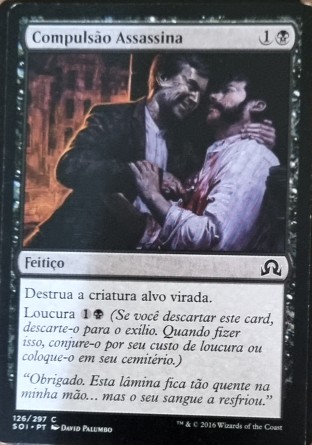 Compulsão Assassina 1
Feitiço
Destrua a criatura alvo virada.
Loucura 1 (Se você descartar este card,
descarte-o para o exílio. Quando fizer
isso, conjure-o por seu custo de loucura ou
coloque-o em seu cemitério.)
“Obrigado. Esta lâmina fica tão quente na
minha mão... mas o seu sangue a resfriou.”
126/297 C
SOI • PT David Palumbo
™ & © 2016 Wizards of the Coast